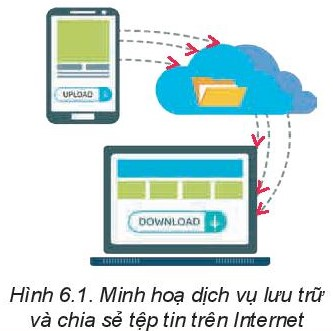 UPLOAD
DOWNLOAD
Hình 6.1. Minh hoạ dịch vụ lưu trữ
và chia sẻ tệp tin trên Internet